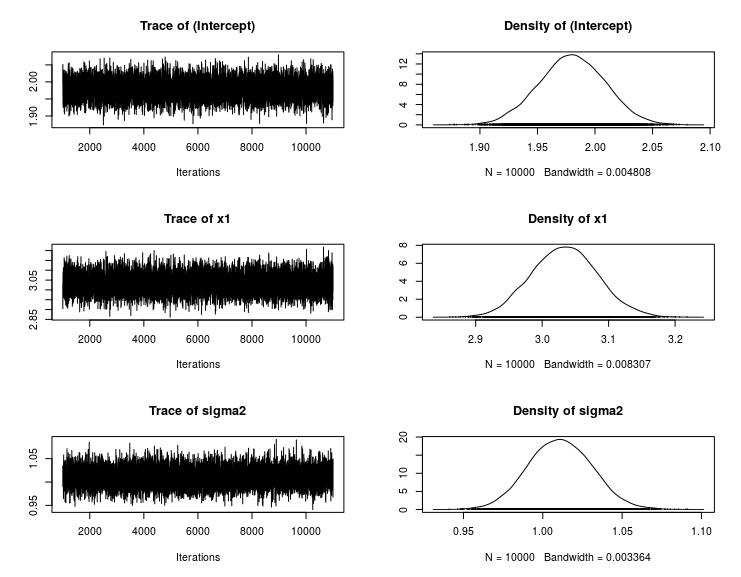 Trace of (Intercept)
1.90 2.00
2000 4000 6000 8000 10000
Iterations
Density of (Intercept)
0 4 8 12
1.90 1.95 2.00 2.05 2.10
N = 10000 Bandwidth = 0.004808
Trace of x1
2.85 3.05
2000 4000 6000 8000 10000
Iterations
Density of x1
0 2 4 6 8
2.9 3.0 3.1 3.2
N = 10000 Bandwidth = 0.008307
Trace of sigma2
0.95 1.05
2000 4000 6000 8000 10000
Iterations
Density of sigma2
0 5 10 15 20
0.95 1.00 1.05 1.10
N = 10000 Bandwidth = 0.003364